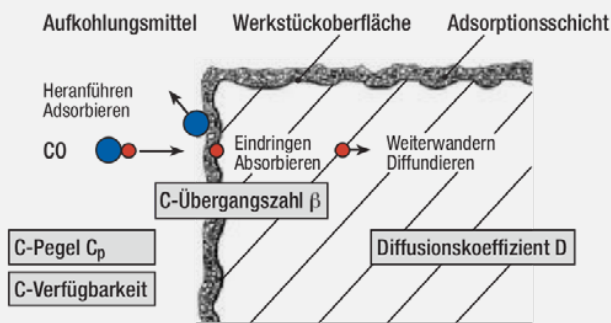 Aufkohlungsmittel Werkstückoberfläche Adsorptionsschicht
Heranführen
Adsorbieren
CO
Eindringen
Absorbieren
Weiterwandern
Diffundieren
C-Übergangszahl β
C-Pegel Cₚ
Diffusionskoeffizient D
C-Verfügbarkeit